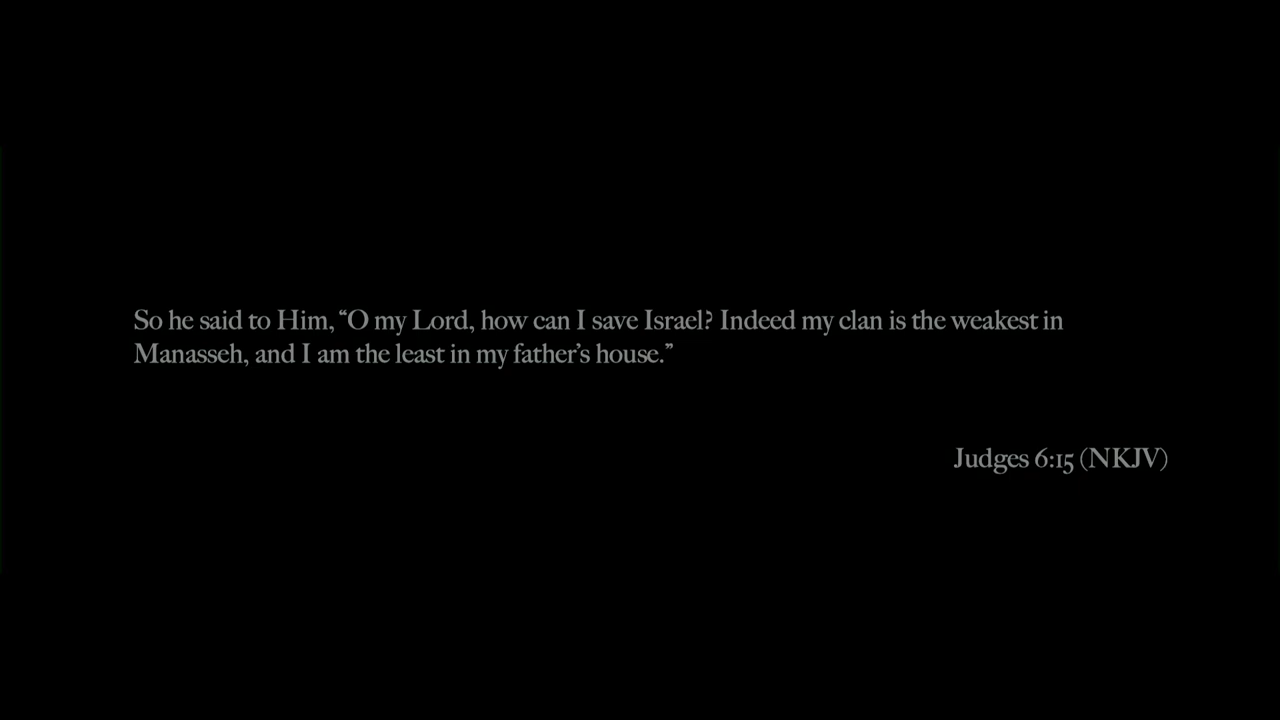 So he said to Him, “O my Lord, how can I save Israel? Indeed my clan is the weakest in
Manasseh, and I am the least in my father’s house.”
Judges 6:15 (NKJV)